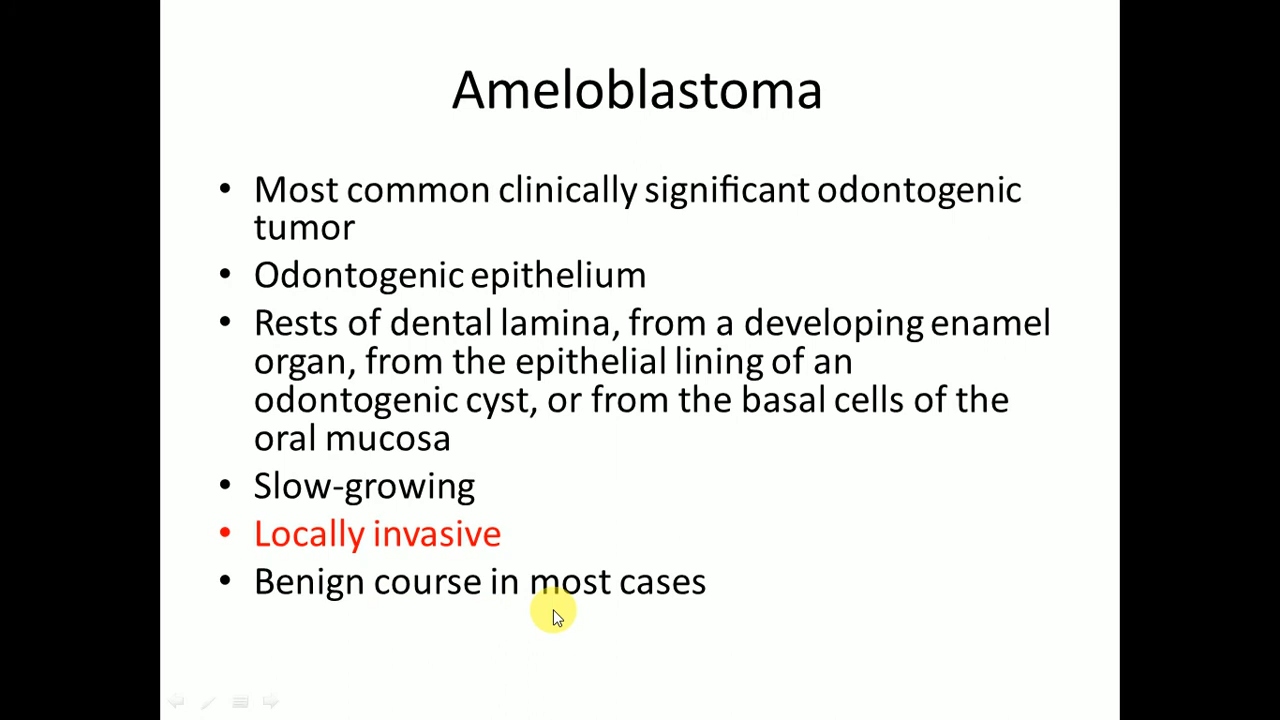 Ameloblastoma
• Most common clinically significant odontogenic
tumor
• Odontogenic epithelium
• Rests of dental lamina, from a developing enamel
organ, from the epithelial lining of an
odontogenic cyst, or from the basal cells of the
oral mucosa
• Slow-growing
• Locally invasive
• Benign course in most cases